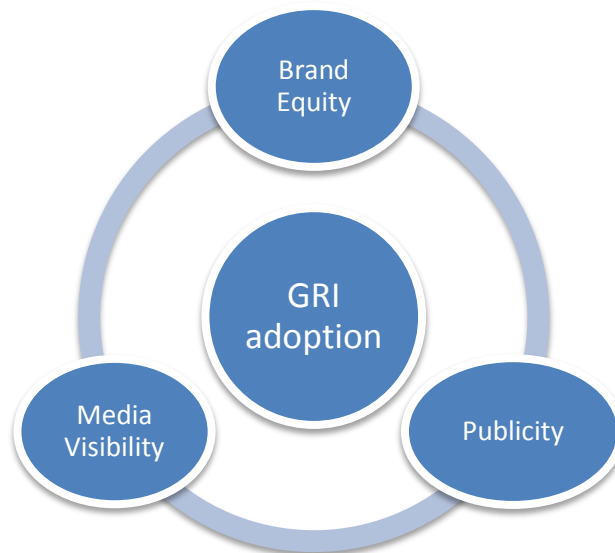 Brand
Equity
GRI
adoption
Media
Visibility
Publicity